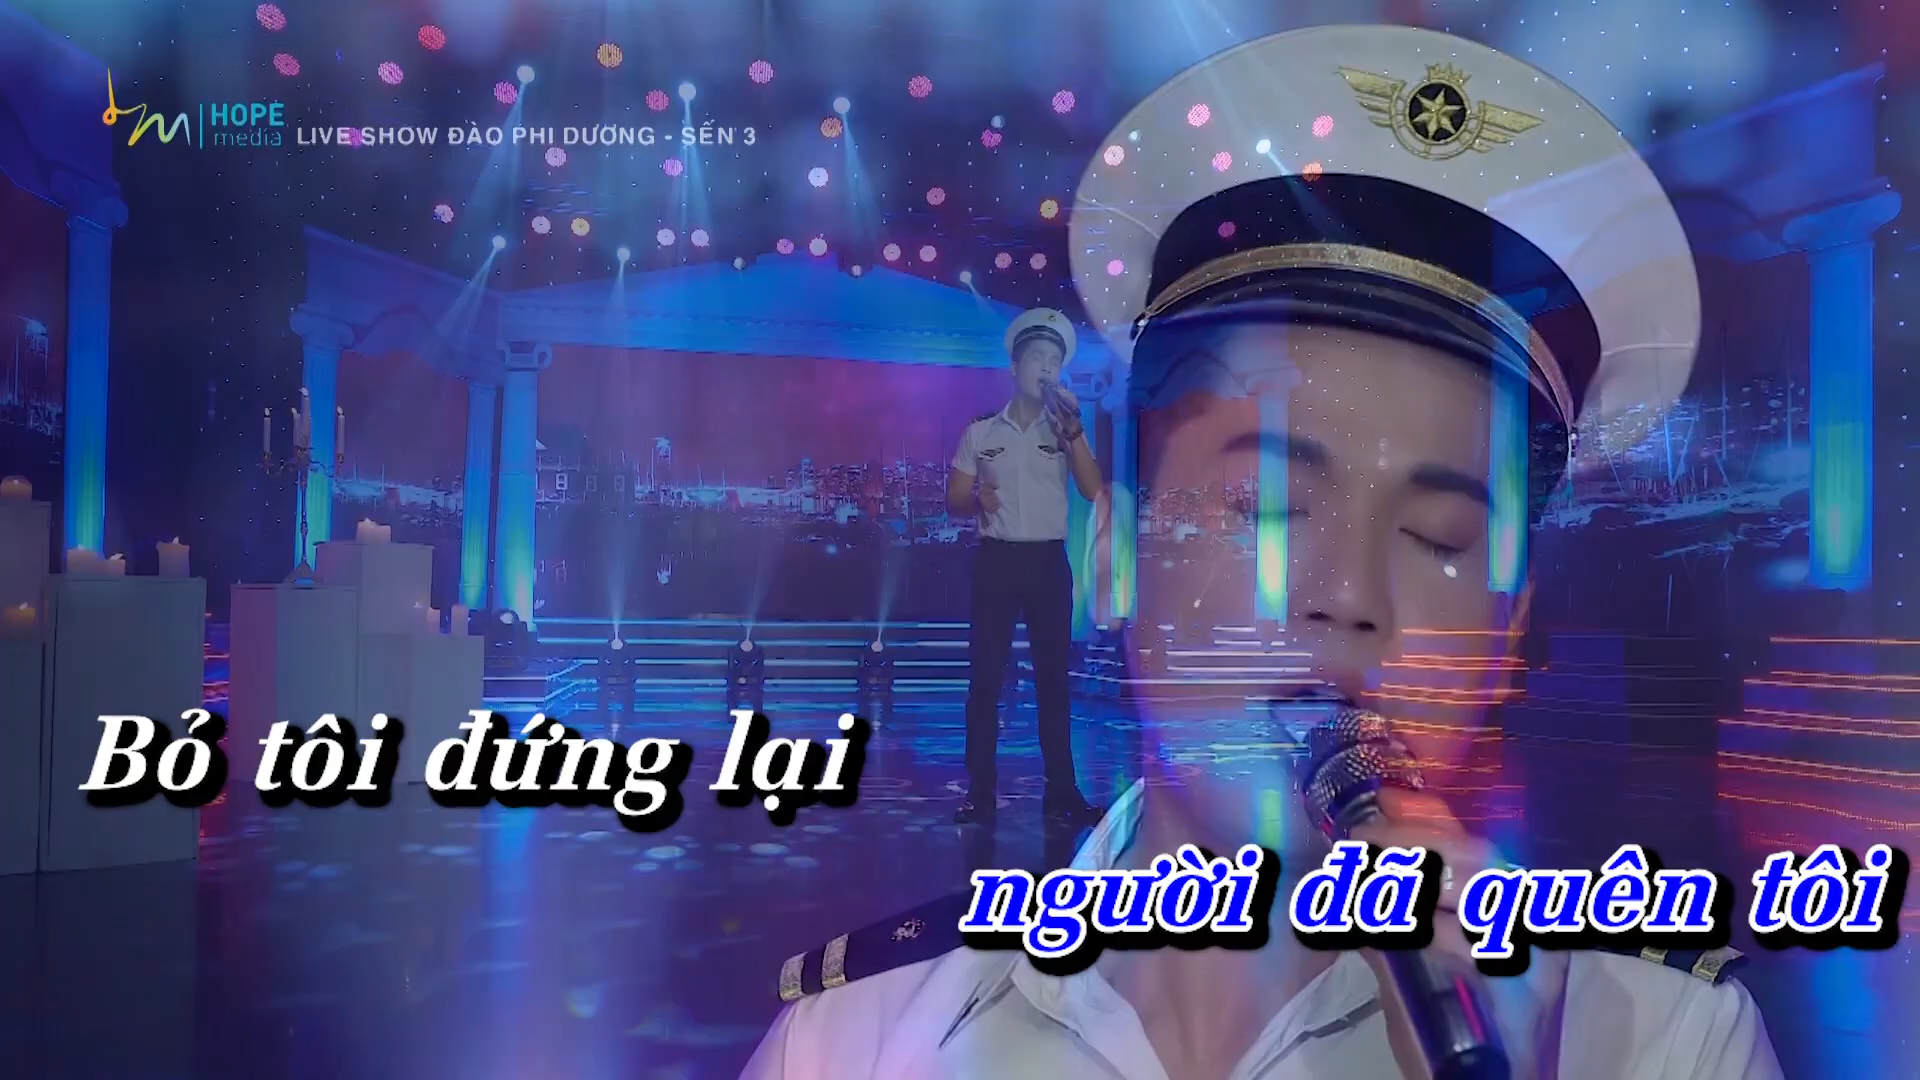 HOPE
media LIVE SHOW ĐÀO PHI DƯƠNG - SẾN 3
Bỏ tôi đứng lại
người đã quên tôi